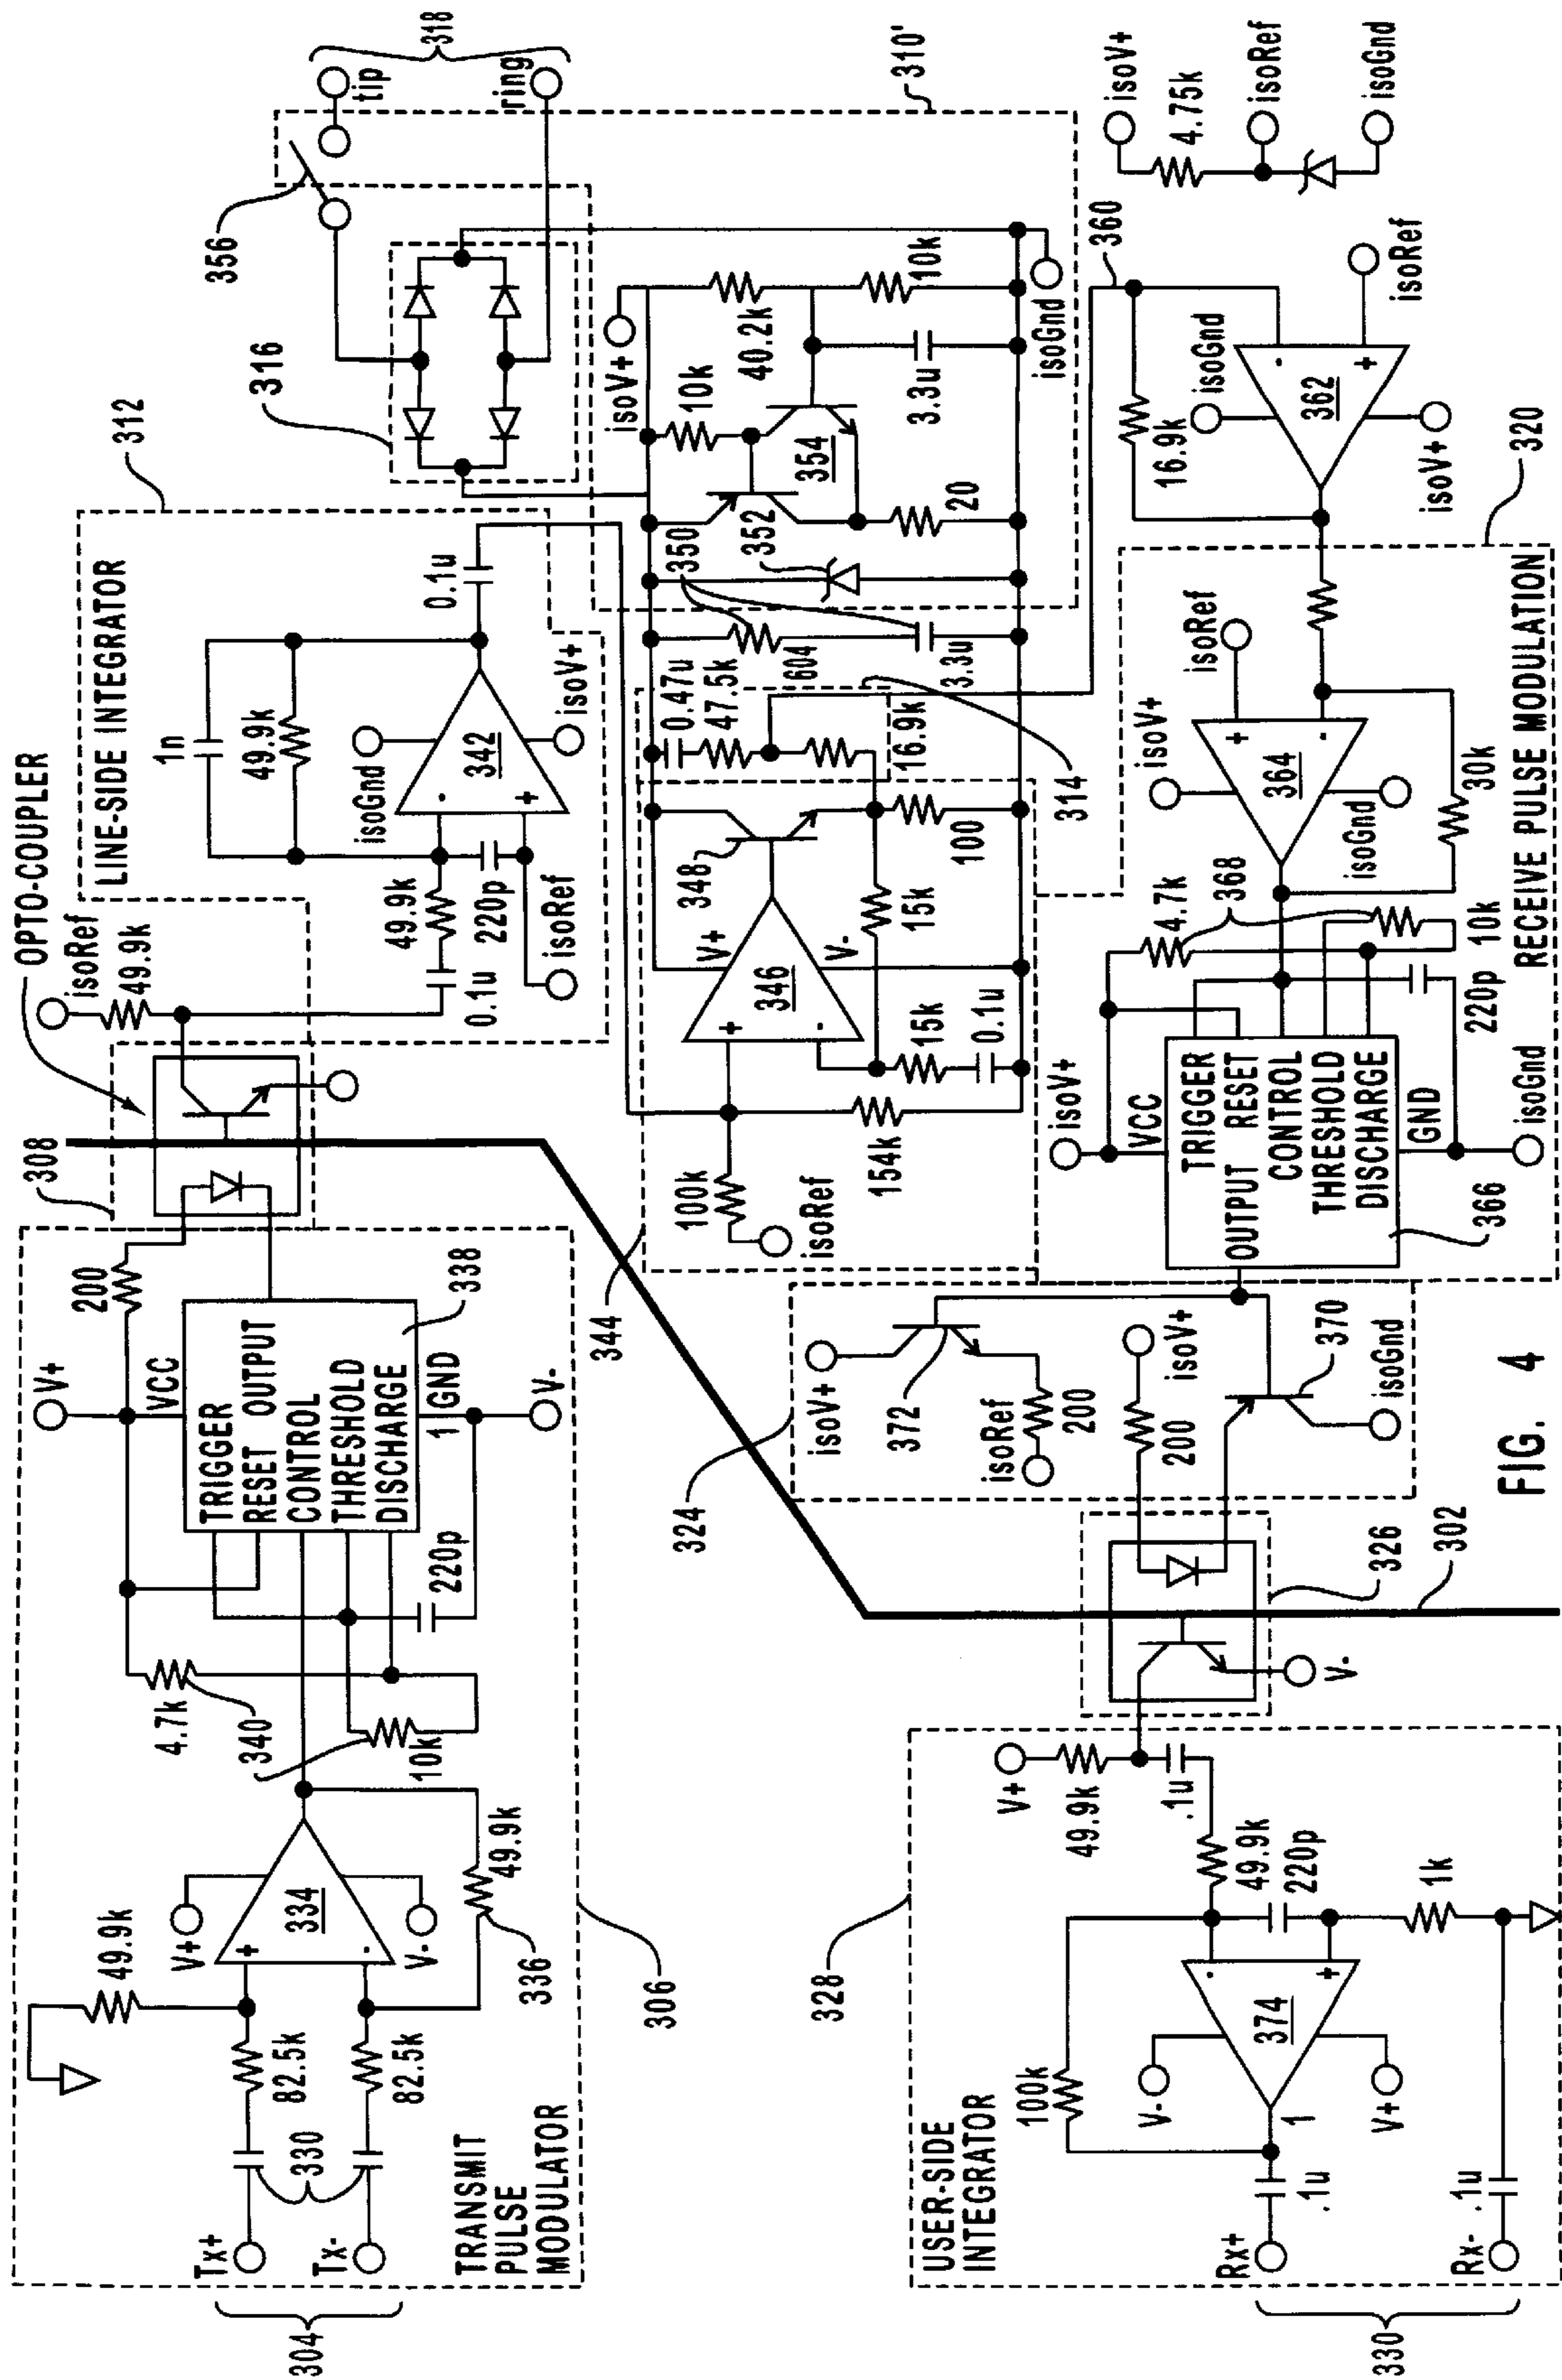 304
Tx+
Tx-
330
82.5k
82.5k
49.9k
V+
334
+
-
V-
336
49.9k
TRANSMIT
PULSE
MODULATOR
306
4.7k
340
10k
220p
V+
VCC
TRIGGER
RESET OUTPUT
CONTROL
THRESHOLD
DISCHARGE
1 GND
V-
338
200
308
OPTO-COUPLER
isoRef
49.9k
0.1u
49.9k
220p
isoRef
LINE-SIDE INTEGRATOR
312
1n
49.9k
isoGnd
342
-
+
isoV+
0.1u
316
356
tip
ring
318
310'
344
100k
isoRef
154k
346
+
-
V+
V-
15k
0.1u
15k
348
100
314
16.9k
47.5k
0.47u
604
3.3u
350
352
20
354
10k
isoV+
40.2k
3.3u
10k
isoGnd
isoV+
4.75k
isoRef
isoGnd
360
16.9k
isoGnd
362
-
+
isoRef
isoV+
320
RECEIVE PULSE MODULATION
isoV+
isoRef
364
+
-
isoGnd
30k
4.7k
368
10k
220p
isoV+
VCC
TRIGGER
OUTPUT RESET
CONTROL
THRESHOLD
DISCHARGE
GND
isoGnd
366
324
isoV+
372
isoRef
200
200
isoV+
370
isoGnd
326
302
V-
328
V+
49.9k
.1u
49.9k
220p
1k
100k
V-
374
-
+
1
V+
USER-SIDE
INTEGRATOR
.1u
Rx+
.1u
Rx-
330
FIG. 4